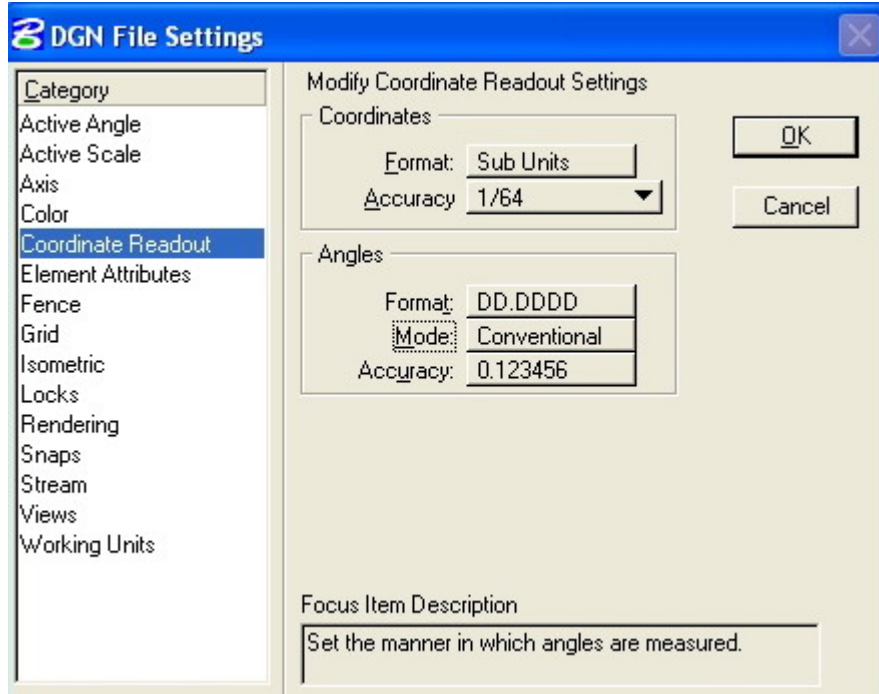 DGN File Settings
Category
Active Angle
Active Scale
Axis
Color
Coordinate Readout
Element Attributes
Fence
Grid
Isometric
Locks
Rendering
Snaps
Stream
Views
Working Units
Modify Coordinate Readout Settings
Coordinates
Format: Sub Units
Accuracy 1/64
Angles
Format: DD.DDDD
Mode: Conventional
Accuracy: 0.123456
OK
Cancel
Focus Item Description
Set the manner in which angles are measured.